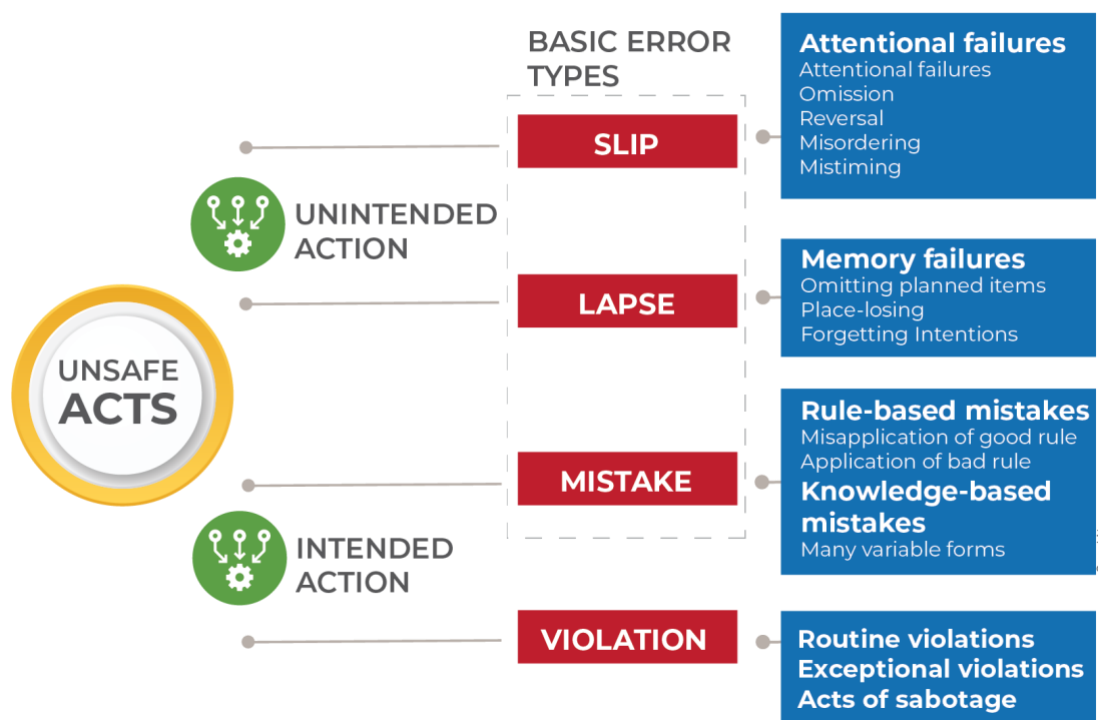 BASIC ERROR
TYPES
UNSAFE
ACTS
UNINTENDED
ACTION
INTENDED
ACTION
SLIP
Attentional failures
Attentional failures
Omission
Reversal
Misordering
Mistiming
LAPSE
Memory failures
Omitting planned items
Place-losing
Forgetting Intentions
MISTAKE
Rule-based mistakes
Misapplication of good rule
Application of bad rule
Knowledge-based
mistakes
Many variable forms
VIOLATION
Routine violations
Exceptional violations
Acts of sabotage